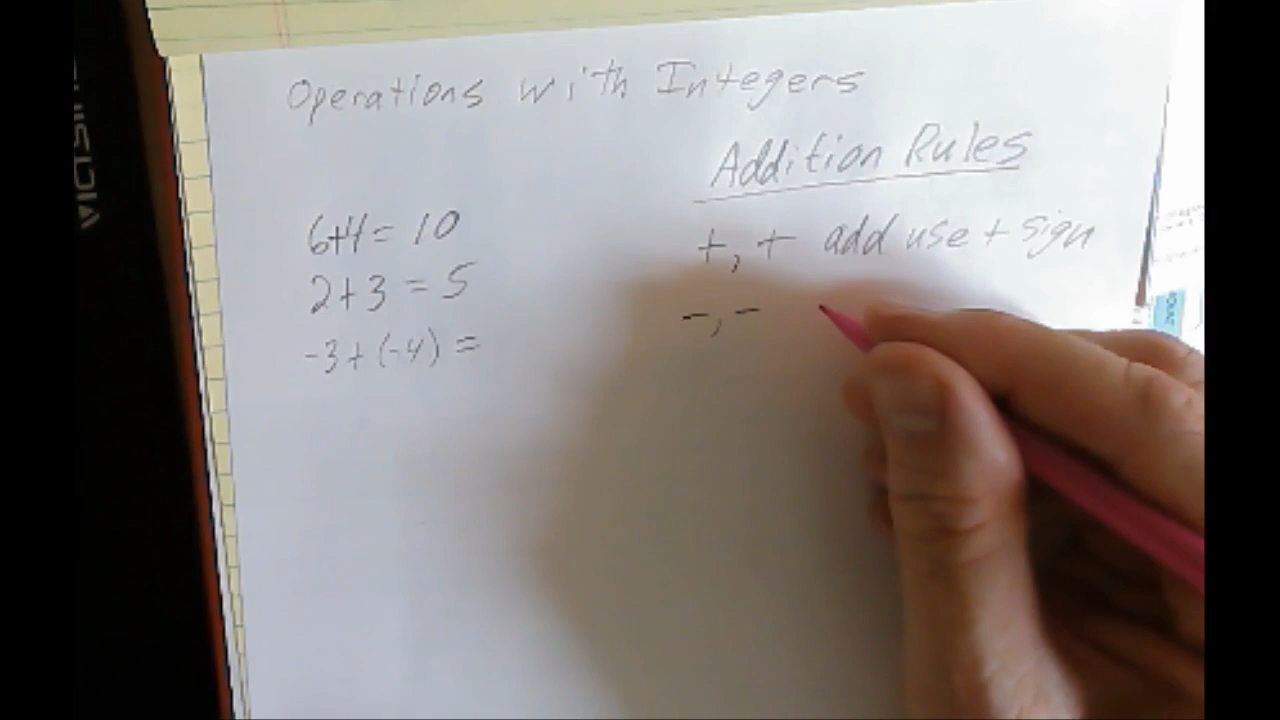 Operations with Integers
Addition Rules
6+4 = 10
2+3 = 5
-3+(-4) =
+,+ add use + sign
-,-